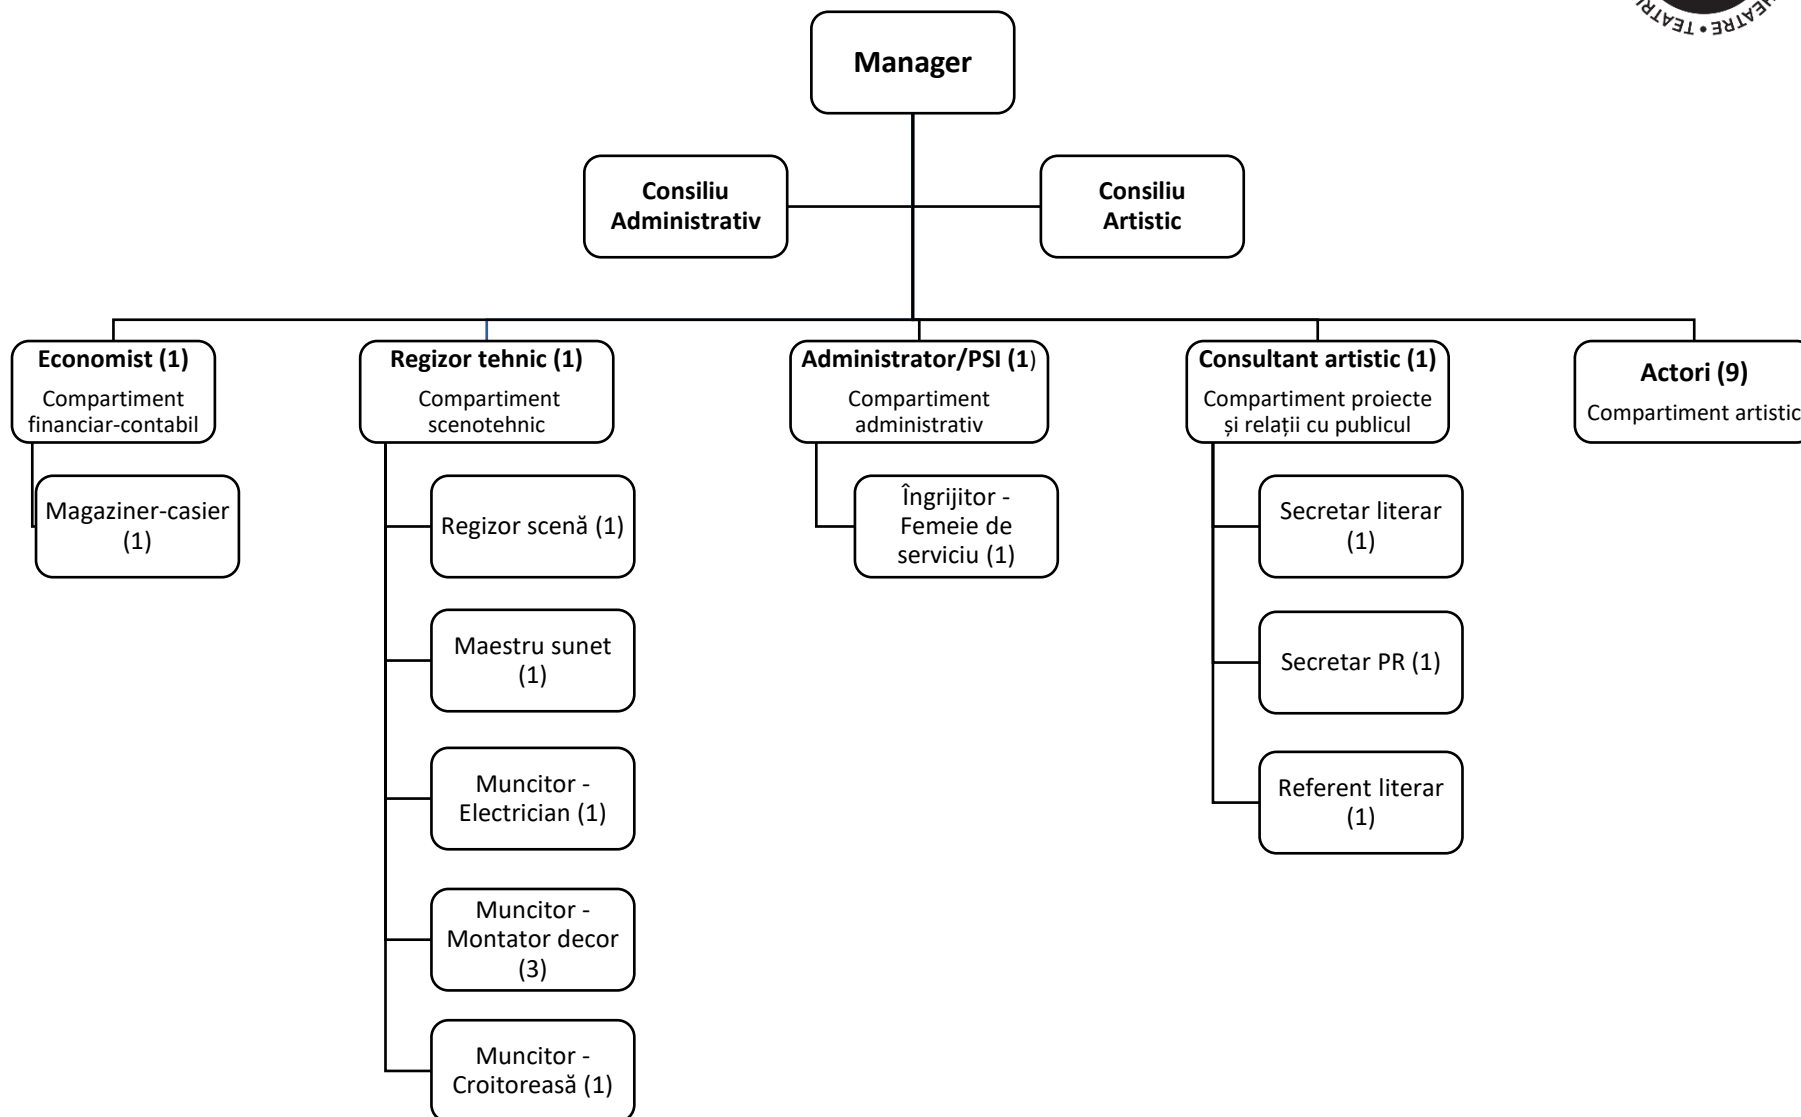 HEATRE • TEATRU
Manager
Consiliu
Administrativ
Consiliu
Artistic
Economist (1)
Compartiment
financiar-contabil
Regizor tehnic (1)
Compartiment
scenotehnic
Administrator/PSI (1)
Compartiment
administrativ
Consultant artistic (1)
Compartiment proiecte
și relații cu publicul
Actori (9)
Compartiment artistic
Magaziner-casier
(1)
Regizor scenă (1)
Maestru sunet
(1)
Muncitor -
Electrician (1)
Muncitor -
Montator decor
(3)
Muncitor -
Croitoreasă (1)
Îngrijitor -
Femeie de
serviciu (1)
Secretar literar
(1)
Secretar PR (1)
Referent literar
(1)